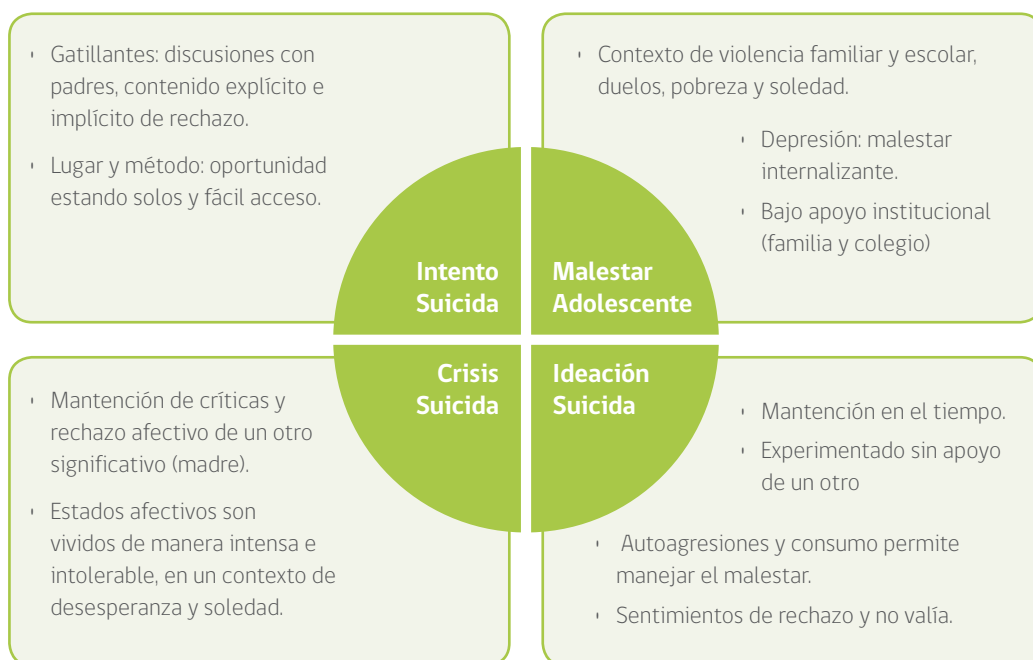 Gatillantes: discusiones con
padres, contenido explícito e
implícito de rechazo.
Lugar y método: oportunidad
estando solos y fácil acceso.
Intento
Suicida
Contexto de violencia familiar y escolar,
duelos, pobreza y soledad.
Depresión: malestar
internalizante.
Bajo apoyo institucional
(familia y colegio)
Malestar
Adolescente
Crisis
Suicida
Mantención de críticas y
rechazo afectivo de un otro
significativo (madre).
Estados afectivos son
vividos de manera intensa e
intolerable, en un contexto de
desesperanza y soledad.
Ideación
Suicida
Mantención en el tiempo.
Experimentado sin apoyo
de un otro
Autoagresiones y consumo permite
manejar el malestar.
Sentimientos de rechazo y no valía.